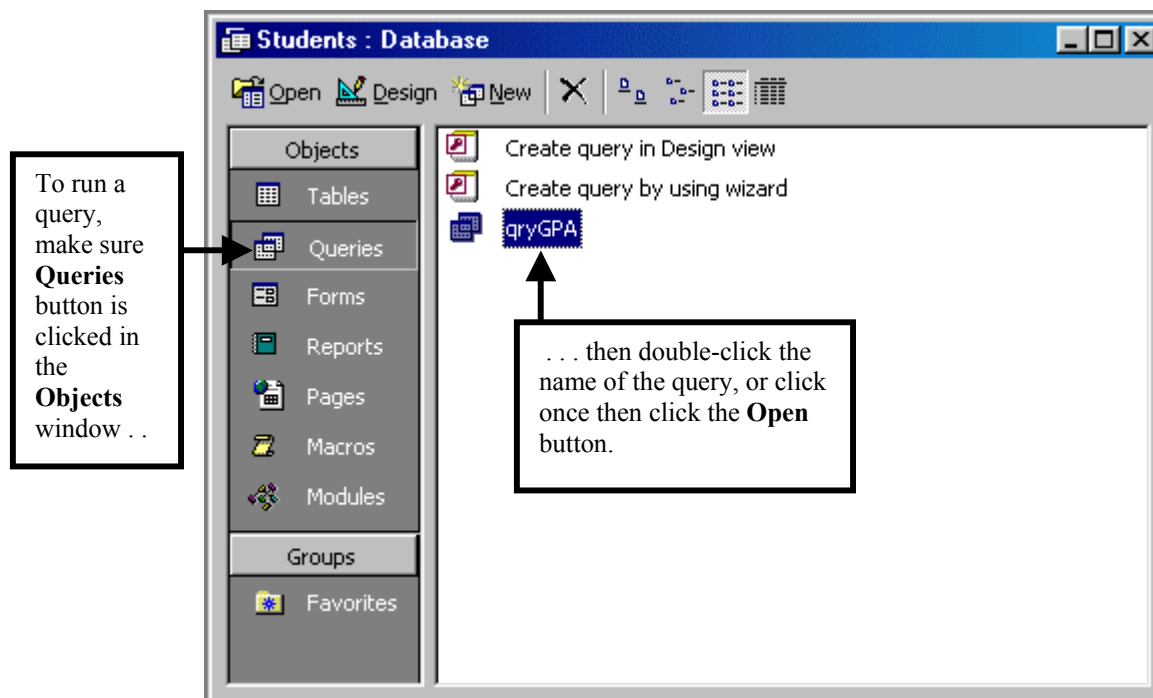 Students : Database
Open Design New
Objects
Tables
Queries
Forms
Reports
Pages
Macros
Modules
Groups
Favorites
Create query in Design view
Create query by using wizard
qryGPA
To run a
query,
make sure
Queries
button is
clicked in
the
Objects
window . .
. . . then double-click the
name of the query, or click
once then click the Open
button.